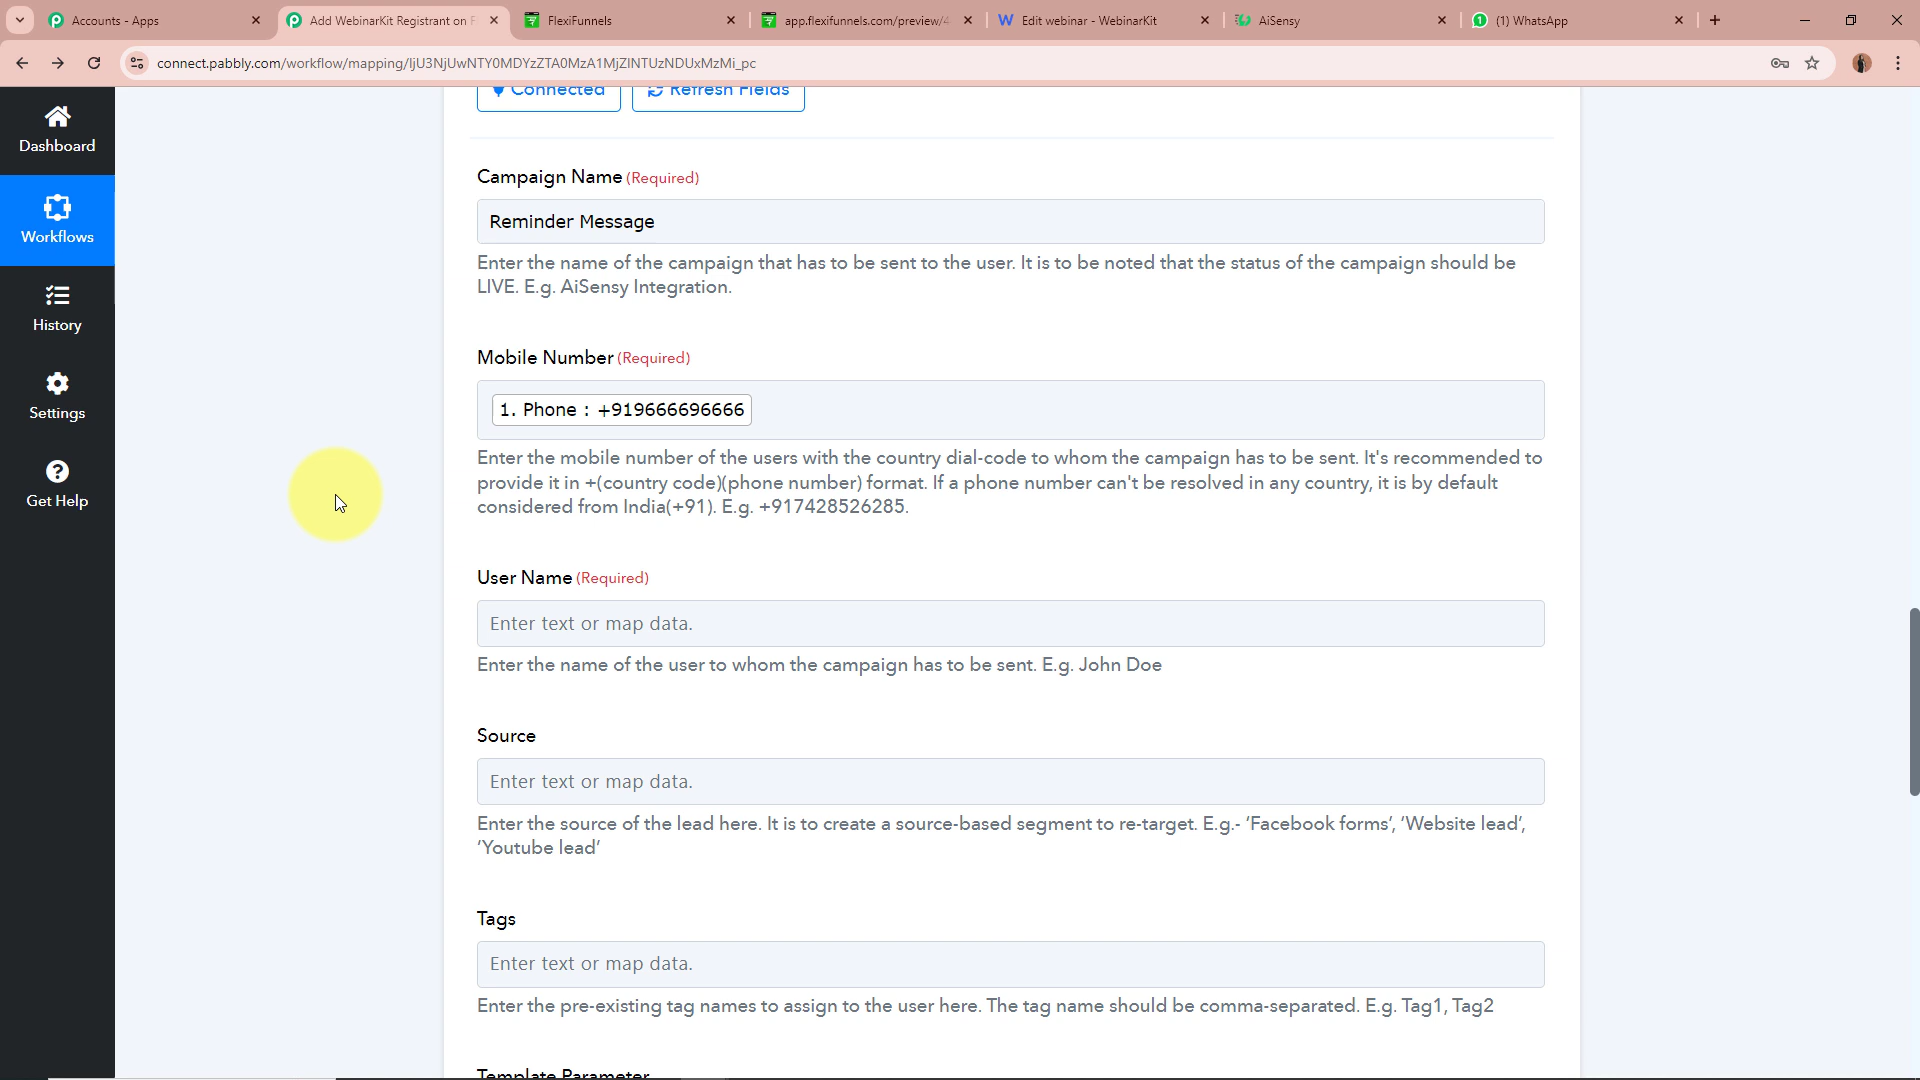 Accounts - Apps
Add WebinarKit Registrant on F
FlexiFunnels
app.flexifunnels.com/preview/4
Edit webinar - WebinarKit
AiSensy
(1) WhatsApp
connect.pabbly.com/workflow/mapping/IjU3NjUwNTY0MDYzZTA0MzA1MjZlNTUzNDUxMzMi_pc
Dashboard
Workflows
History
Settings
Get Help
Connected
Refresh Fields
Campaign Name (Required)
Reminder Message
Enter the name of the campaign that has to be sent to the user. It is to be noted that the status of the campaign should be
LIVE. E.g. AiSensy Integration.
Mobile Number (Required)
1. Phone : +919666696666
Enter the mobile number of the users with the country dial-code to whom the campaign has to be sent. It's recommended to
provide it in +(country code)(phone number) format. If a phone number can't be resolved in any country, it is by default
considered from India(+91). E.g. +917428526285.
User Name (Required)
Enter text or map data.
Enter the name of the user to whom the campaign has to be sent. E.g. John Doe
Source
Enter text or map data.
Enter the source of the lead here. It is to create a source-based segment to re-target. E.g.- ‘Facebook forms’, ‘Website lead’,
‘Youtube lead’
Tags
Enter text or map data.
Enter the pre-existing tag names to assign to the user here. The tag name should be comma-separated. E.g. Tag1, Tag2
Template Parameter